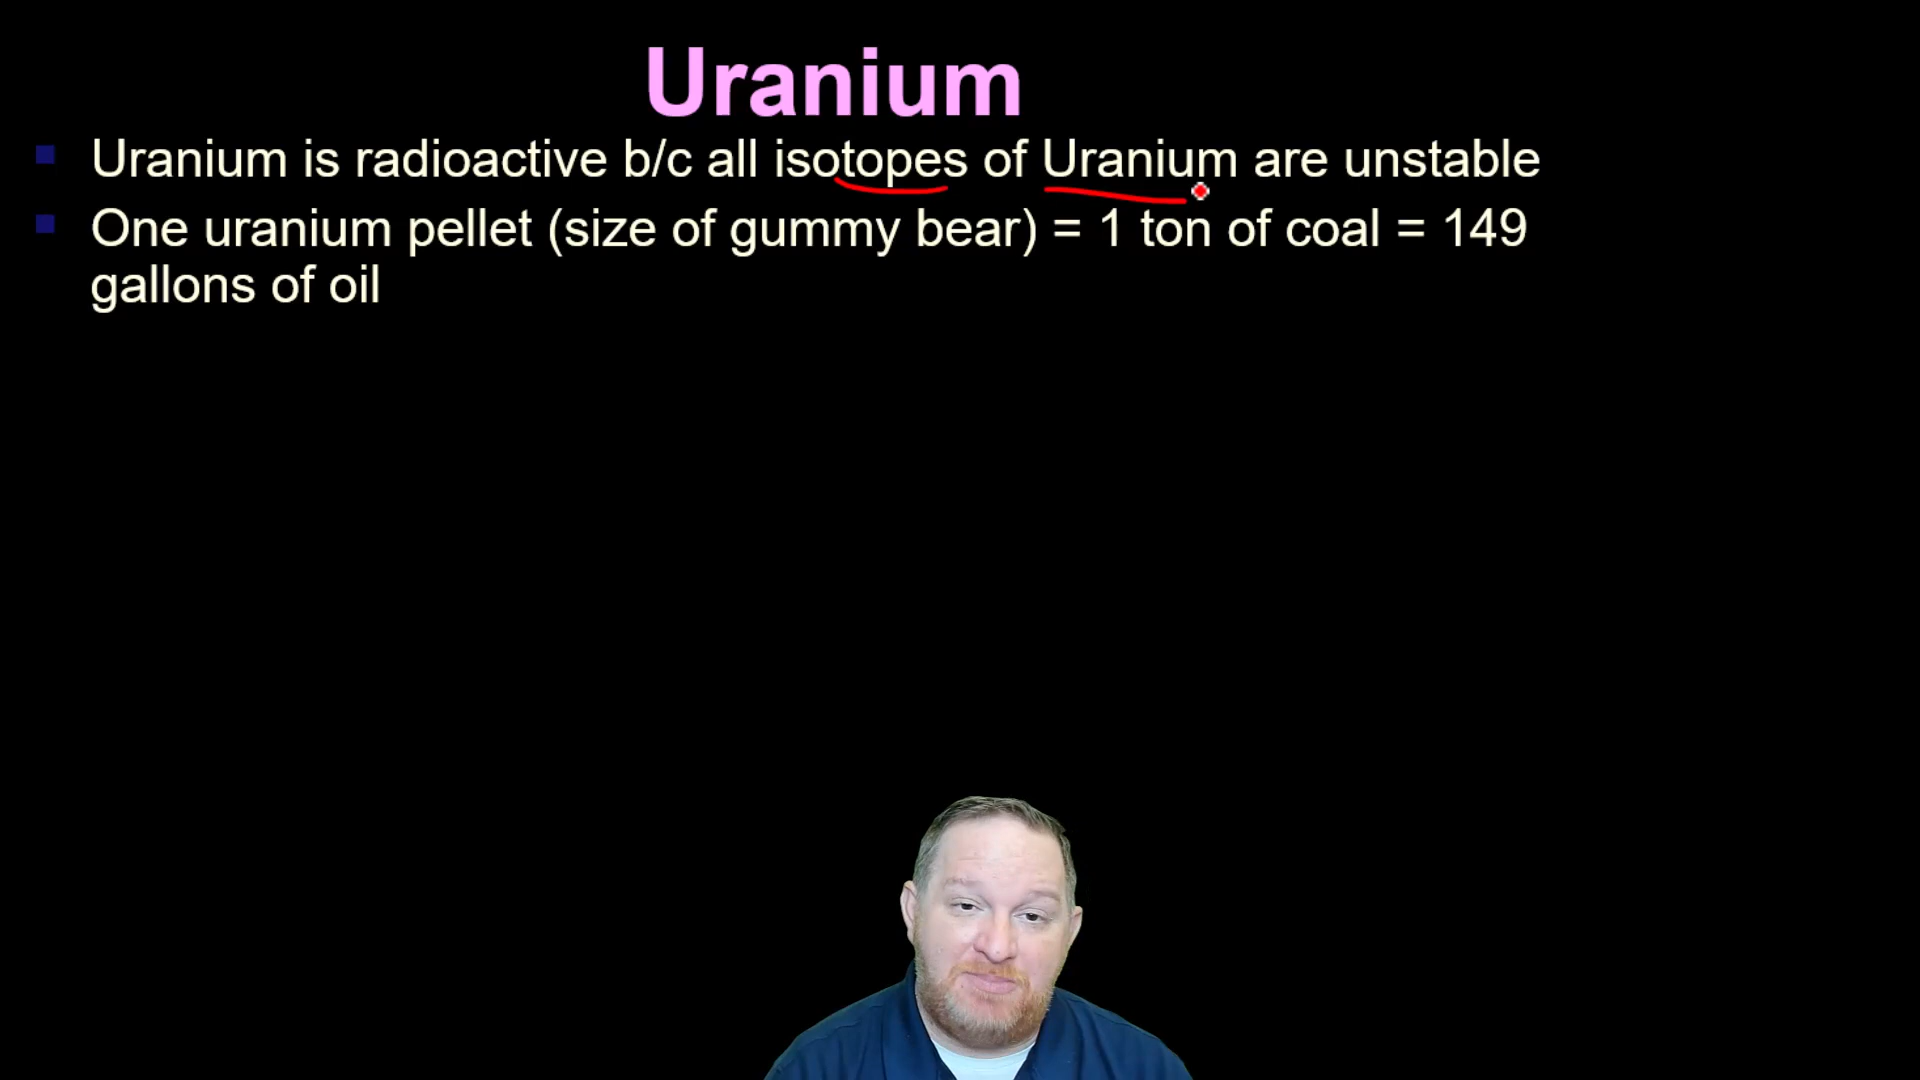 Uranium
Uranium is radioactive b/c all isotopes of Uranium are unstable
One uranium pellet (size of gummy bear) = 1 ton of coal = 149
gallons of oil